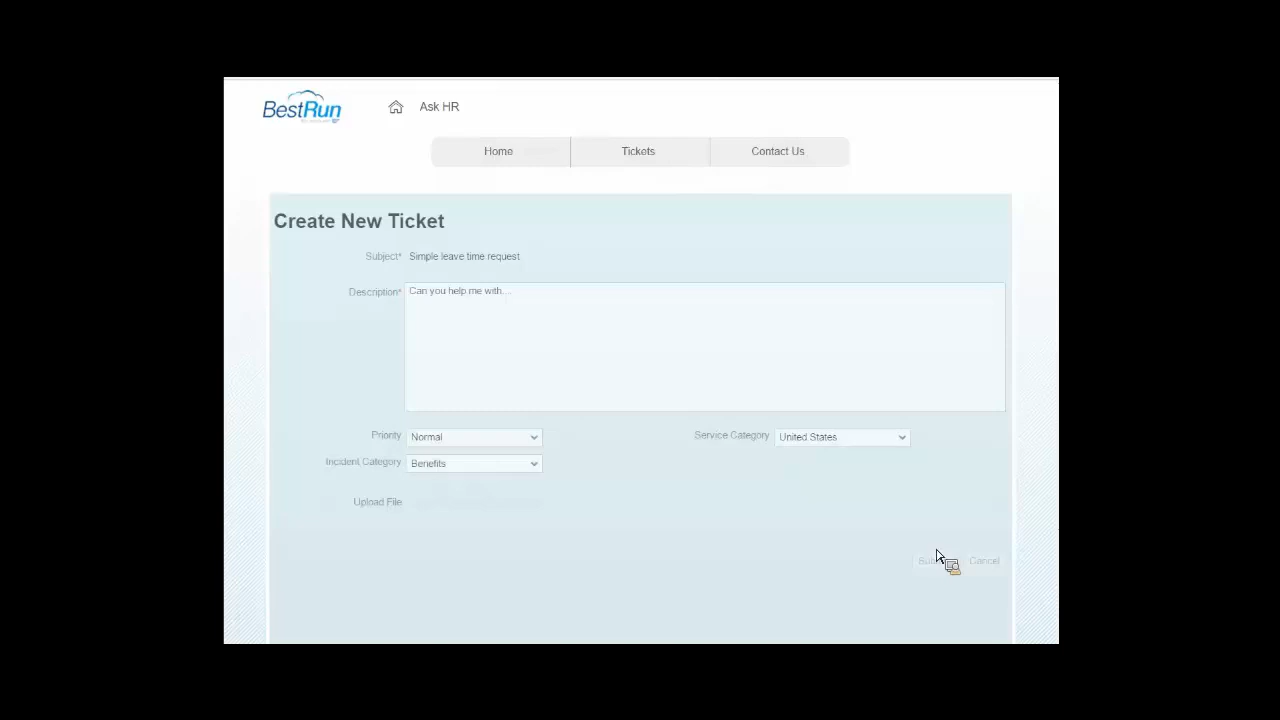 BestRun
Ask HR
Home
Tickets
Contact Us
Create New Ticket
Subject*
Simple leave time request
Description*
Can you help me with...
Priority
Normal
Service Category
United States
Incident Category
Benefits
Upload File
Cancel